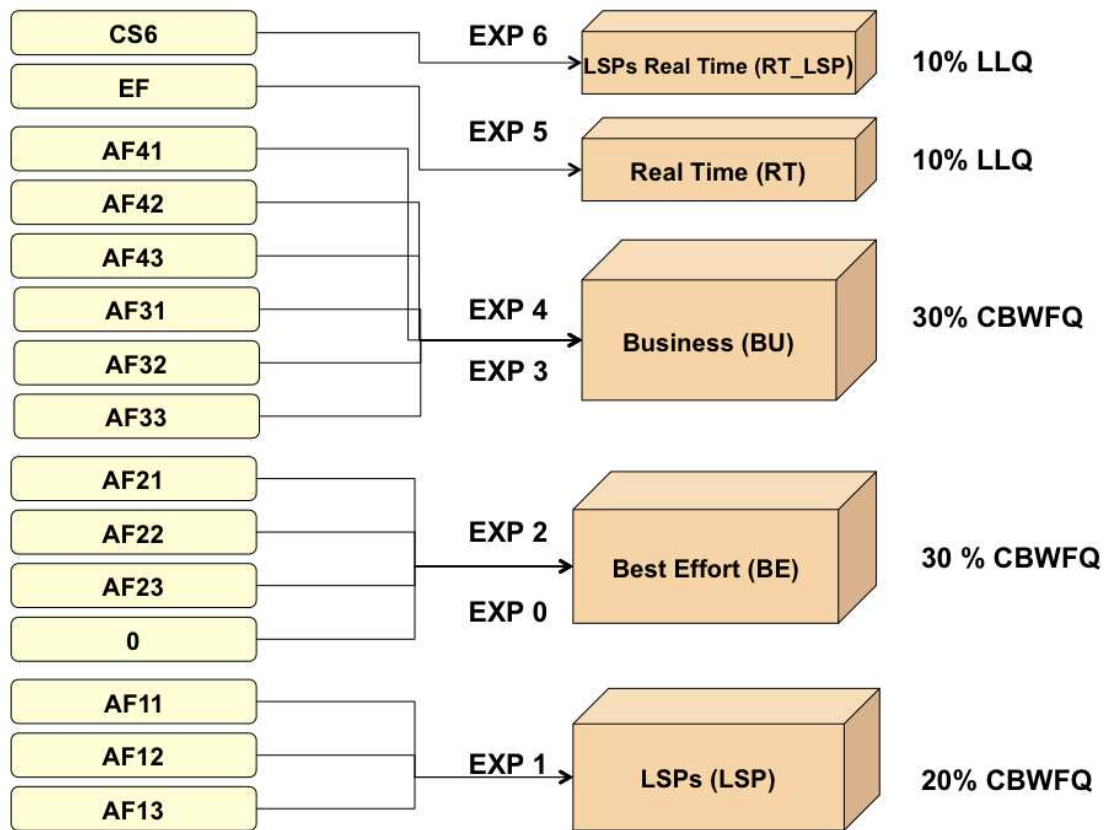 CS6
EXP 6
LSPs Real Time (RT_LSP)
10% LLQ
EF
EXP 5
Real Time (RT)
10% LLQ
AF41
AF42
AF43
AF31
AF32
AF33
EXP 4
EXP 3
Business (BU)
30% CBWFQ
AF21
AF22
AF23
0
EXP 2
EXP 0
Best Effort (BE)
30 % CBWFQ
AF11
AF12
AF13
EXP 1
LSPs (LSP)
20% CBWFQ